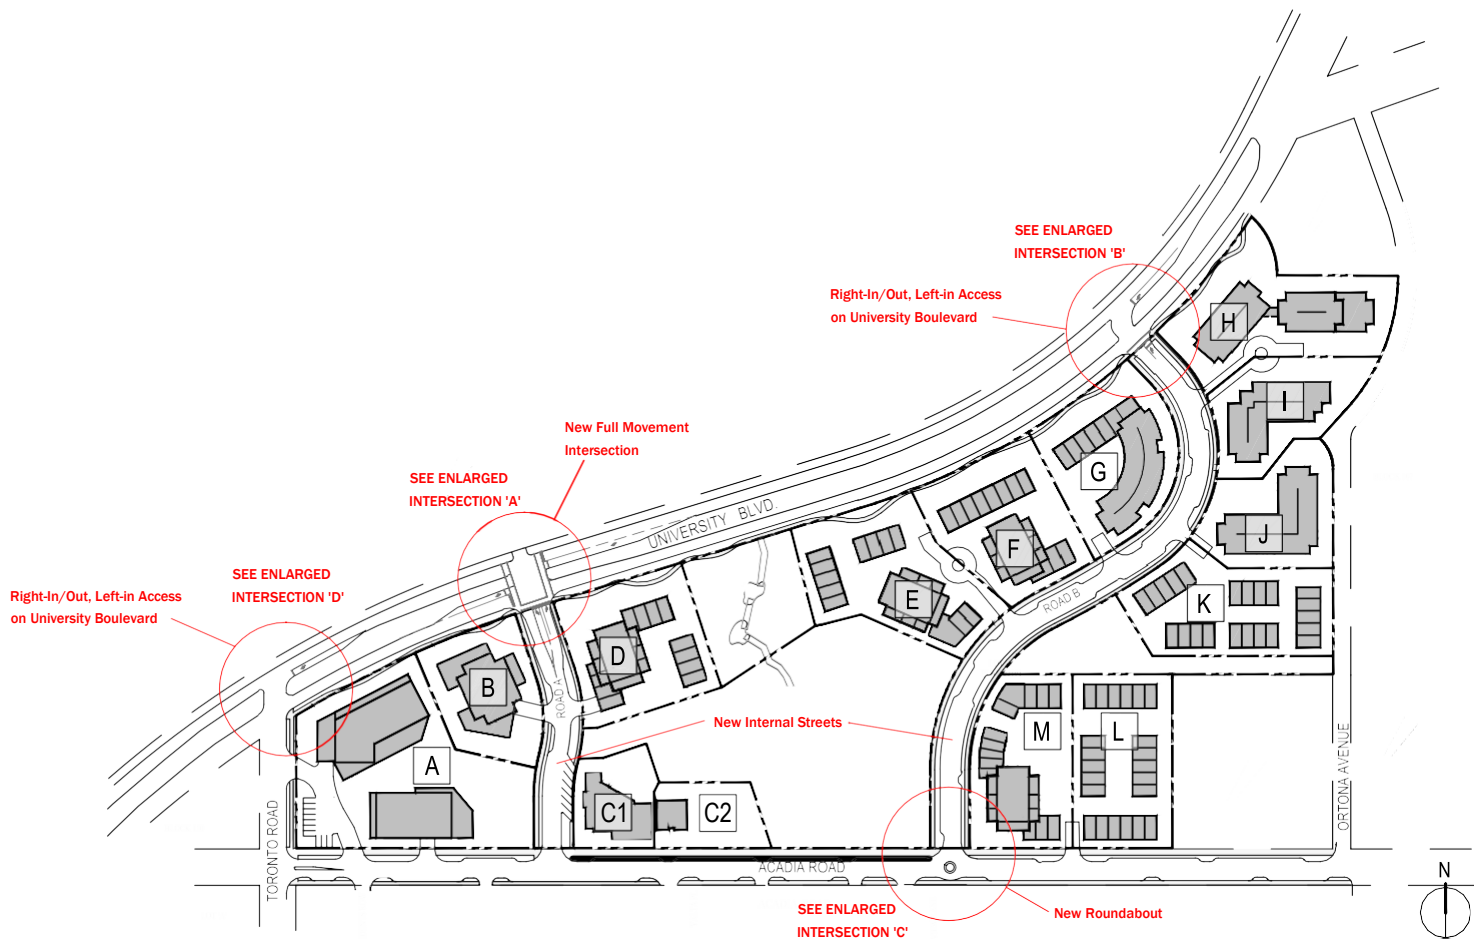 SEE ENLARGED
INTERSECTION 'B'
Right-In/Out, Left-in Access
on University Boulevard
H
I
New Full Movement
Intersection
G
SEE ENLARGED
INTERSECTION 'A'
UNIVERSITY BLVD.
J
F
SEE ENLARGED
INTERSECTION 'D'
Right-In/Out, Left-in Access
on University Boulevard
E
ROAD B
K
D
B
ROAD A
New Internal Streets
M
L
A
C1
C2
ORTONA AVENUE
TORONTO ROAD
ACADIA ROAD
SEE ENLARGED
INTERSECTION 'C'
New Roundabout
N